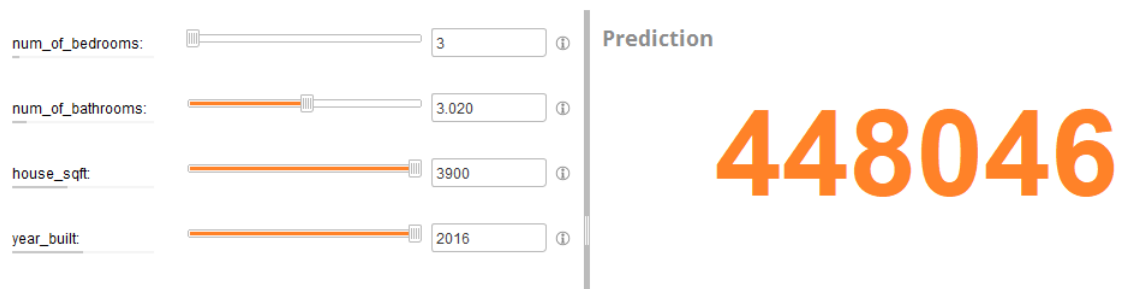 num_of_bedrooms: 3
num_of_bathrooms: 3.020
house_sqft: 3900
year_built: 2016
Prediction
448046